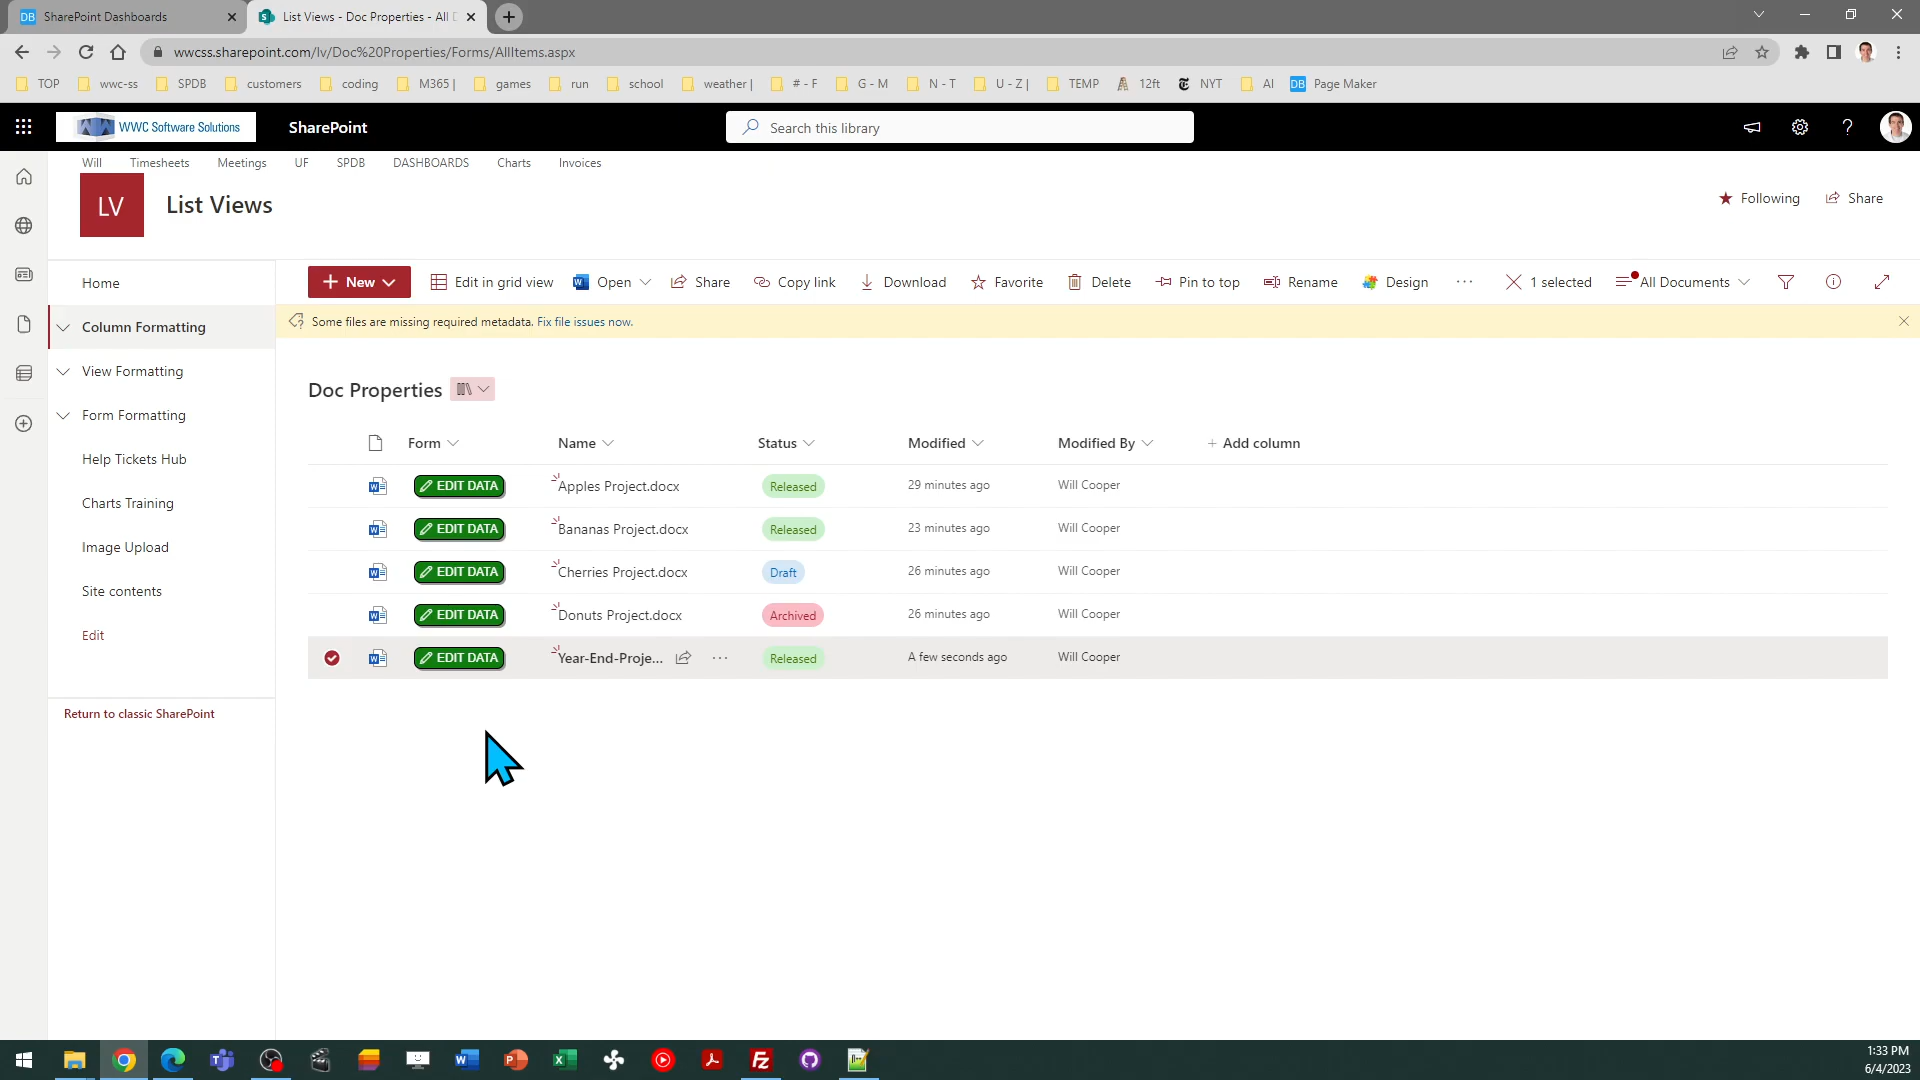 DB SharePoint Dashboards
S List Views - Doc Properties - All D
wwcss.sharepoint.com/lv/Doc%20Properties/Forms/AllItems.aspx
TOP wwc-ss SPDB customers coding M365 | games run school weather | # - F G - M N - T U - Z | TEMP 12ft NYT AI DB Page Maker
WWC Software Solutions SharePoint Search this library ?
Will Timesheets Meetings UF SPDB DASHBOARDS Charts Invoices
LV List Views Following Share
Home
Column Formatting
View Formatting
Form Formatting
Help Tickets Hub
Charts Training
Image Upload
Site contents
Edit
Return to classic SharePoint
+ New Edit in grid view Open Share Copy link Download Favorite Delete Pin to top Rename Design ... 1 selected All Documents
Some files are missing required metadata. Fix file issues now.
Doc Properties
Form Name Status Modified Modified By + Add column
EDIT DATA Apples Project.docx Released 29 minutes ago Will Cooper
EDIT DATA Bananas Project.docx Released 23 minutes ago Will Cooper
EDIT DATA Cherries Project.docx Draft 26 minutes ago Will Cooper
EDIT DATA Donuts Project.docx Archived 26 minutes ago Will Cooper
EDIT DATA Year-End-Proje... ... Released A few seconds ago Will Cooper
1:33 PM
6/4/2023